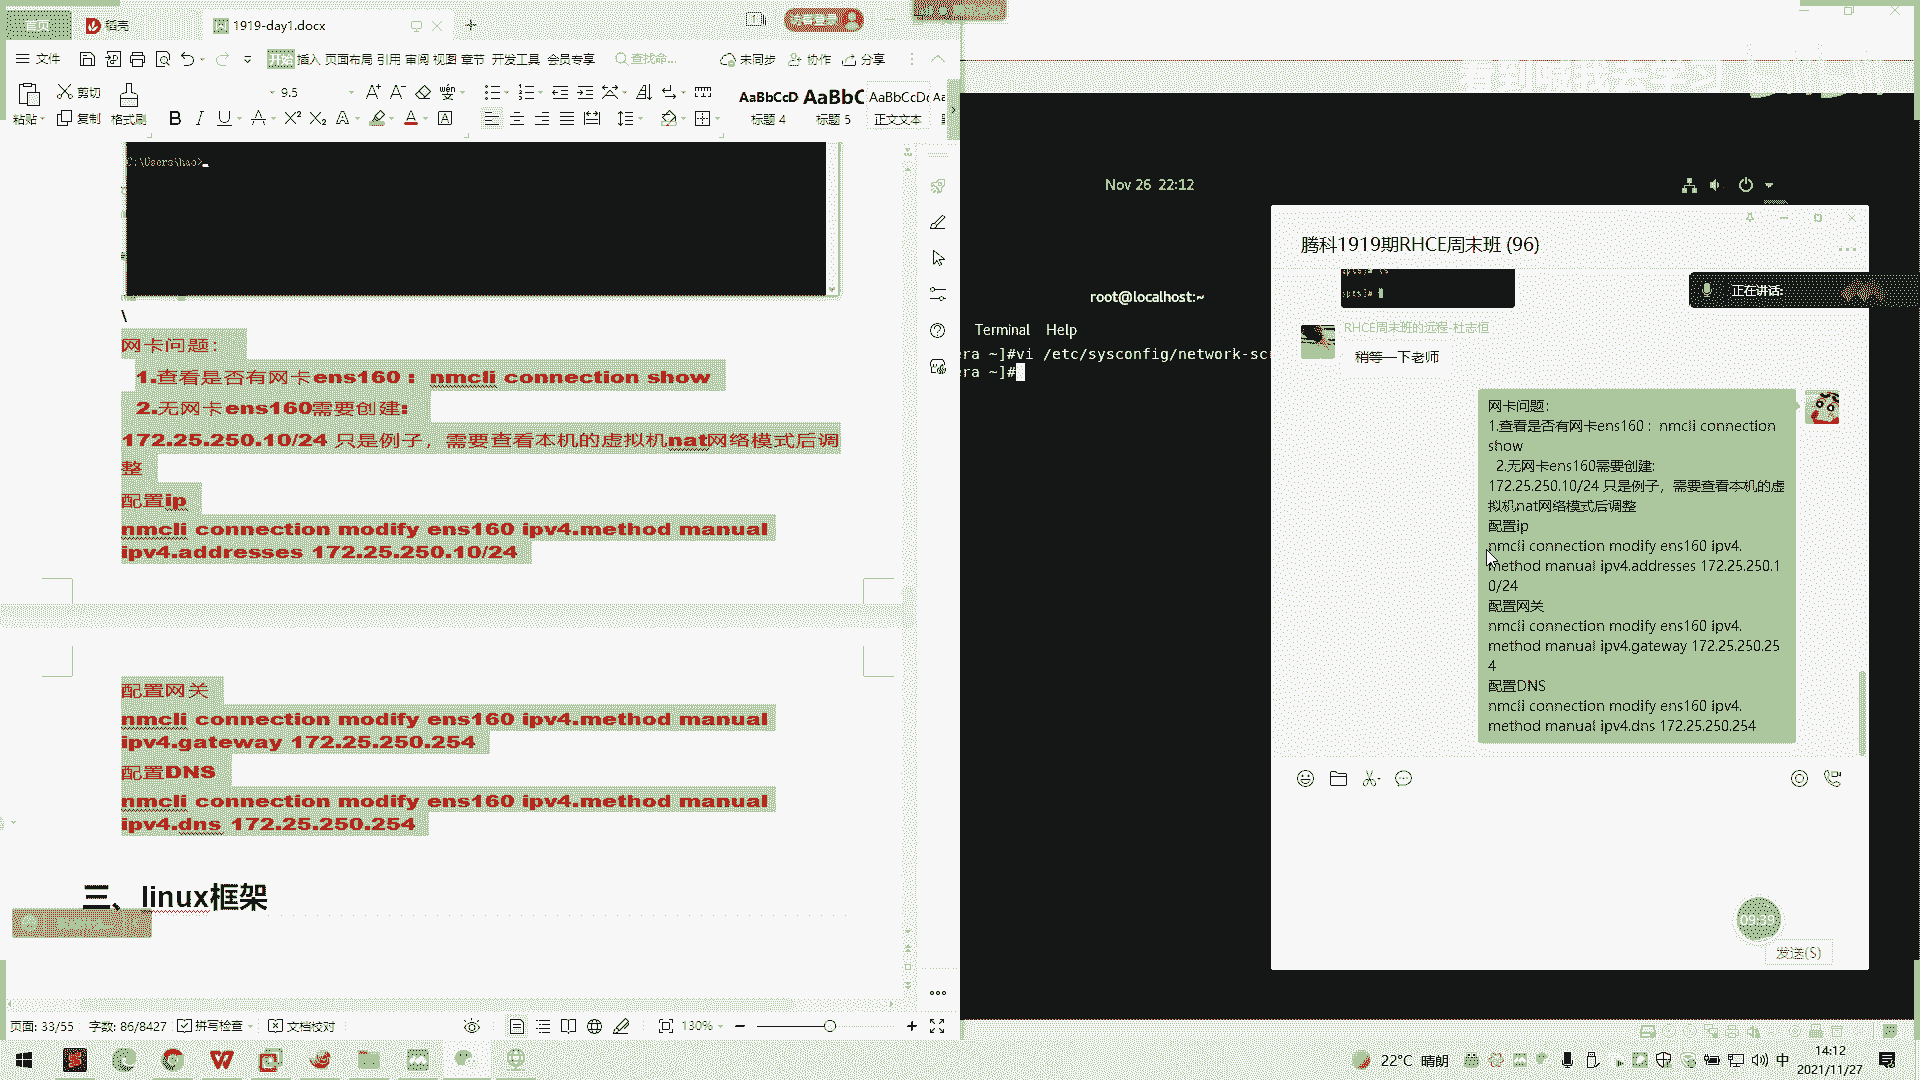 首页
稻壳
1919-day1.docx
文件
开始 插入 页面布局 引用 审阅 视图 章节 开发工具 会员专享
查找命...
未同步
协作
分享
粘贴
剪切
复制
格式刷
9.5
AaBbCcD
AaBbC
AaBbCcDc
标题 4
标题 5
正文文本
C:\Users\hao>
\
网卡问题：
1.查看是否有网卡ens160： nmcli connection show
2.无网卡ens160需要创建:
172.25.250.10/24 只是例子，需要查看本机的虚拟机nat网络模式后调
整
配置ip
nmcli connection modify ens160 ipv4.method manual
ipv4.addresses 172.25.250.10/24
配置网关
nmcli connection modify ens160 ipv4.method manual
ipv4.gateway 172.25.250.254
配置DNS
nmcli connection modify ens160 ipv4.method manual
ipv4.dns 172.25.250.254
三、linux框架
页面: 33/55
字数: 86/8427
拼写检查
文档校对
130%
Nov 26 22:12
root@localhost:~
Terminal Help
era ~]#vi /etc/sysconfig/network-scr
era ~]#
腾科1919期RHCE周末班 (96)
正在讲话:
RHCE周末班的远程-杜志恒
稍等一下老师
网卡问题：
1.查看是否有网卡ens160： nmcli connection
show
2.无网卡ens160需要创建:
172.25.250.10/24 只是例子，需要查看本机的虚
拟机nat网络模式后调整
配置ip
nmcli connection modify ens160 ipv4.
method manual ipv4.addresses 172.25.250.1
0/24
配置网关
nmcli connection modify ens160 ipv4.
method manual ipv4.gateway 172.25.250.25
4
配置DNS
nmcli connection modify ens160 ipv4.
method manual ipv4.dns 172.25.250.254
09:39
发送(S)
22°C 晴朗
中
14:12
2021/11/27